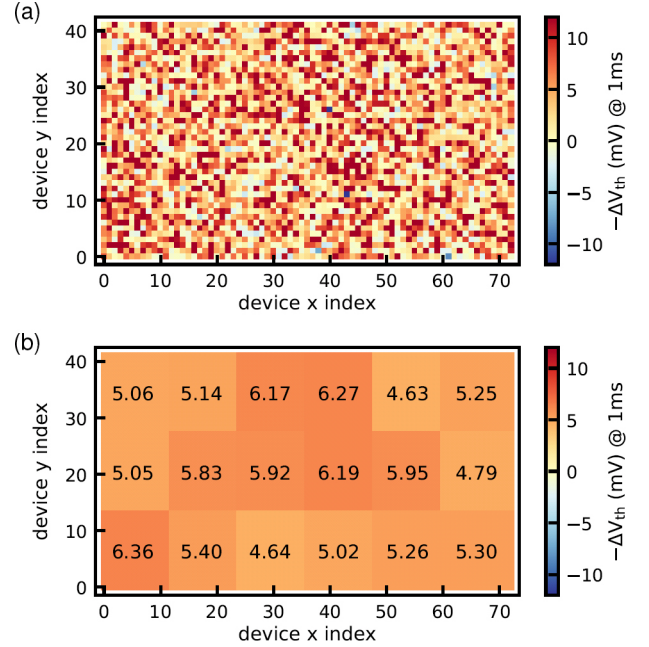 (a)
40
30
20
10
0
device y index
0 10 20 30 40 50 60 70
device x index
10
5
0
−5
−10
−ΔVth (mV) @ 1ms
(b)
40
30
20
10
0
device y index
5.06 5.14 6.17 6.27 4.63 5.25
5.05 5.83 5.92 6.19 5.95 4.79
6.36 5.40 4.64 5.02 5.26 5.30
0 10 20 30 40 50 60 70
device x index
10
5
0
−5
−10
−ΔVth (mV) @ 1ms